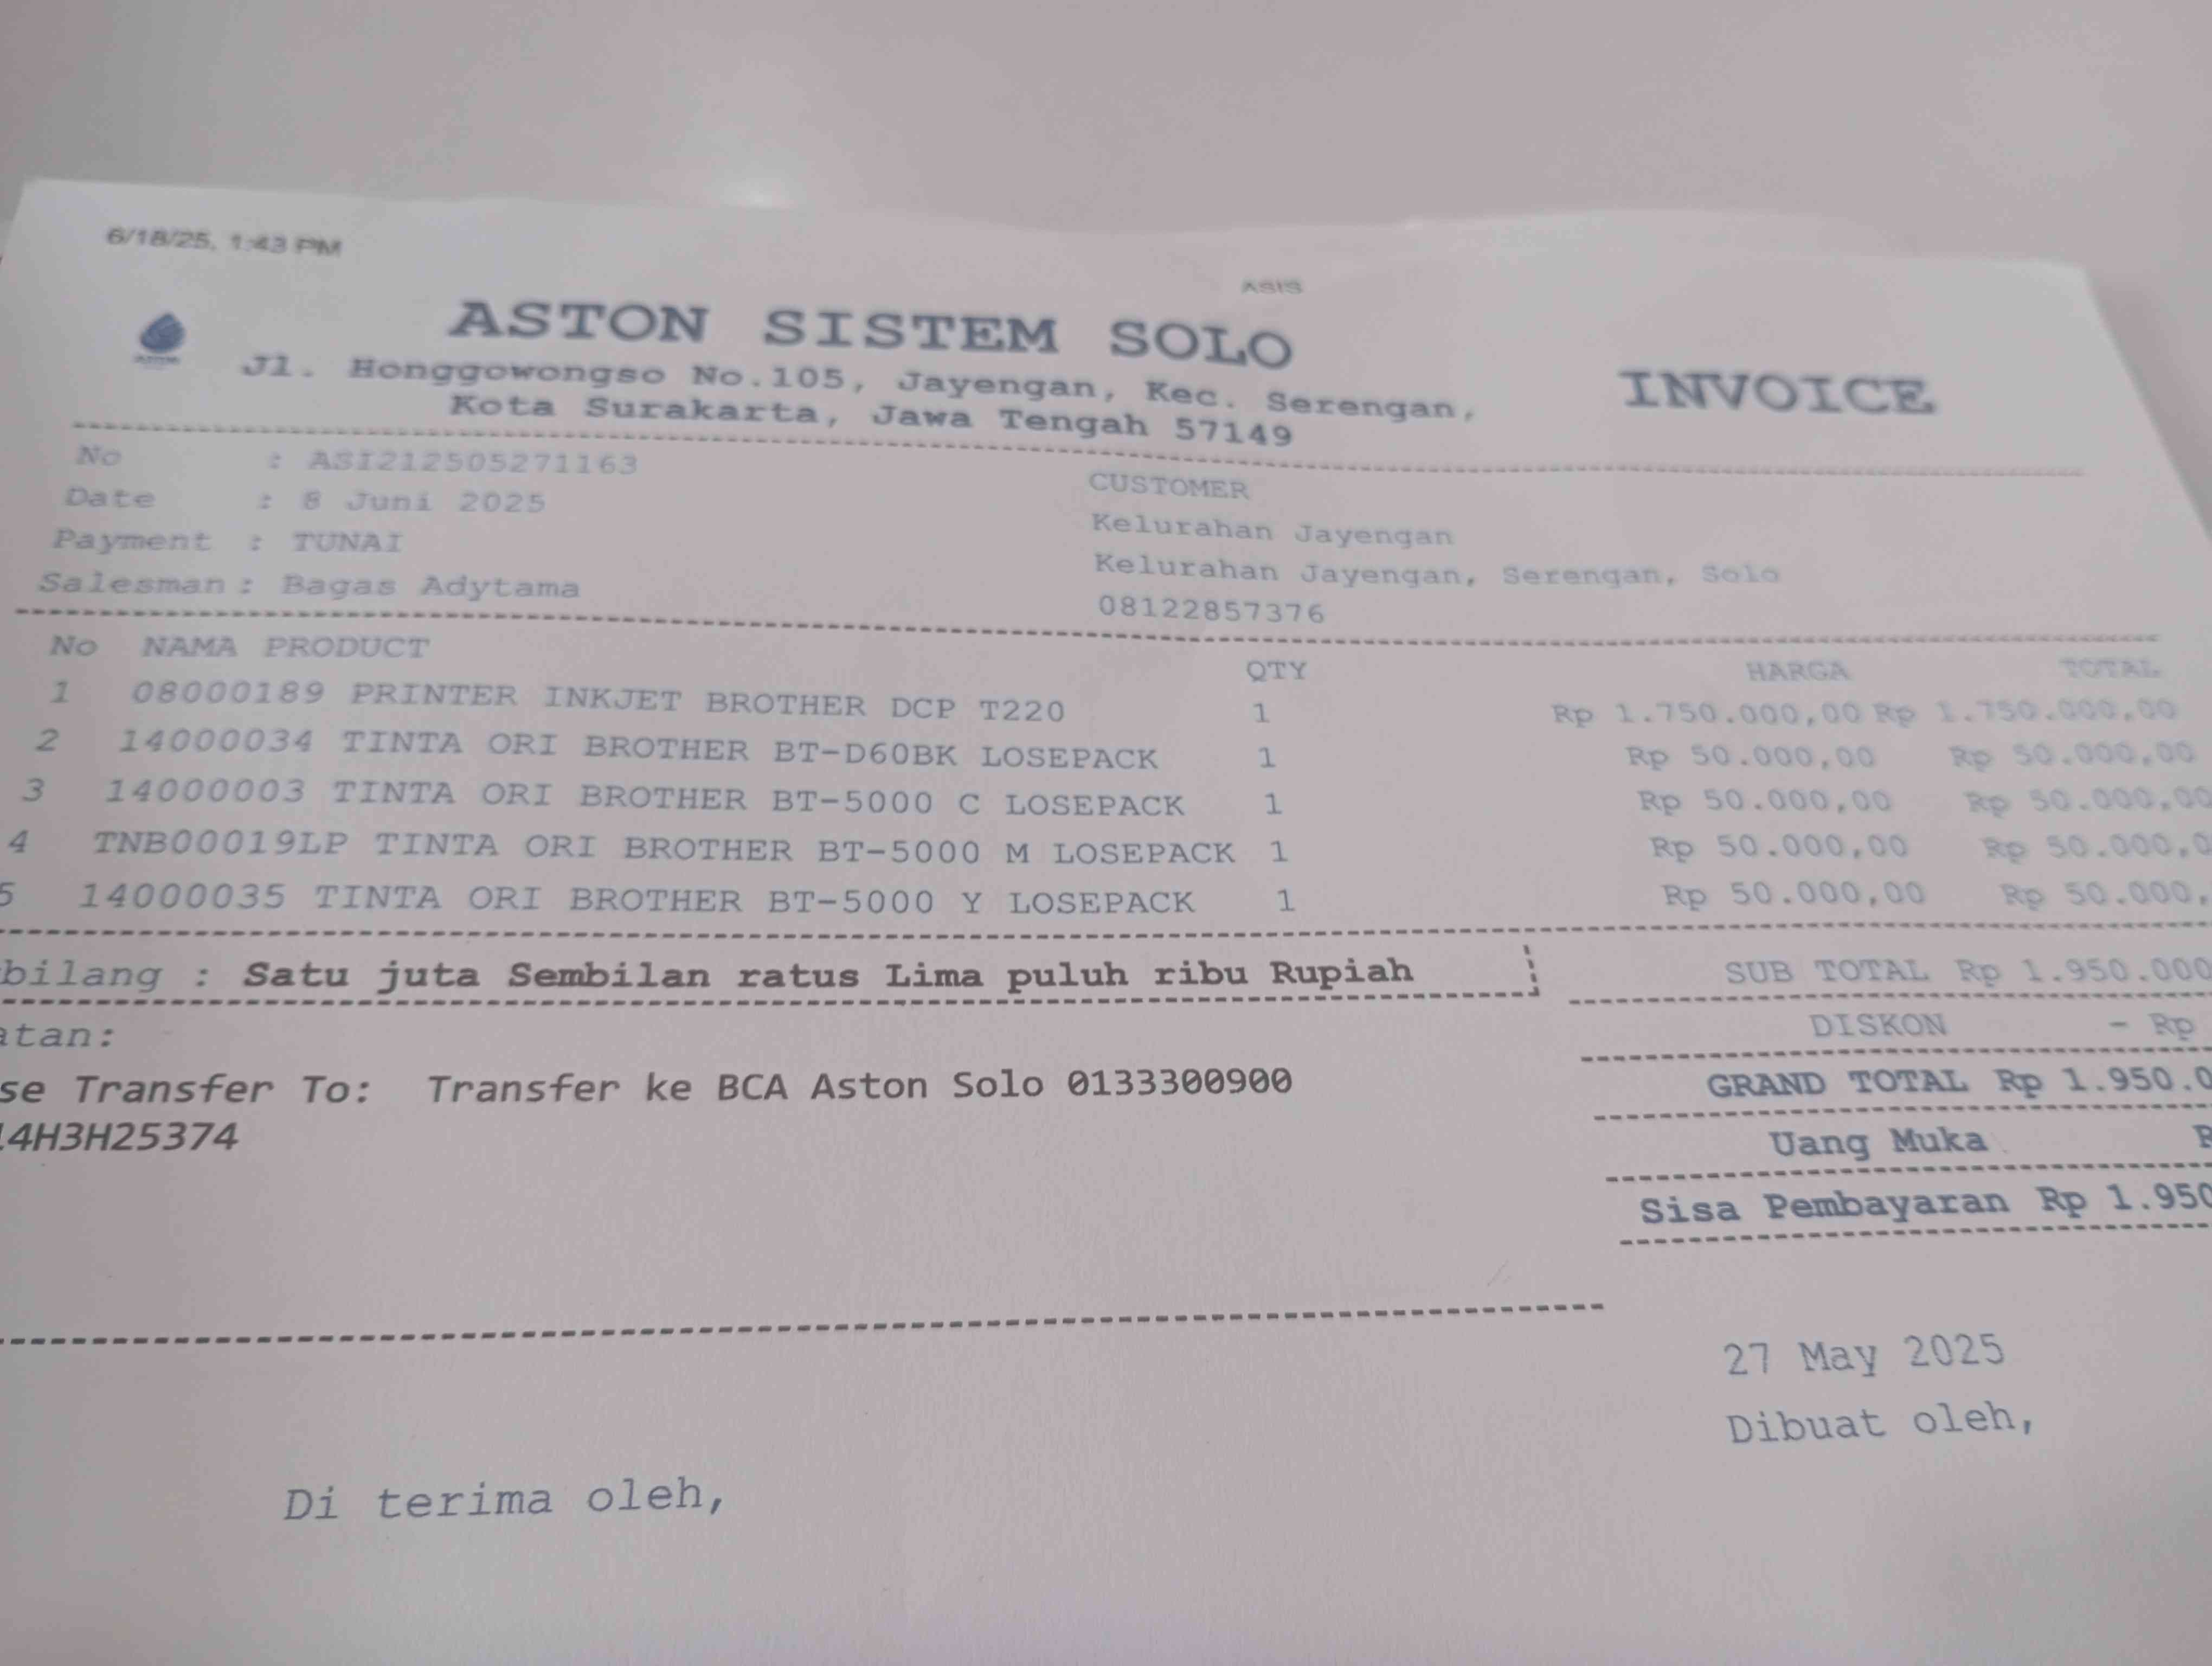 6/18/25, 1:43 PM
ASIS
ASTON SISTEM SOLO
Jl. Honggowongso No.105, Jayengan, Kec. Serengan,
Kota Surakarta, Jawa Tengah 57149
INVOICE
No : ASI212505271163
Date : 8 Juni 2025
Payment : TUNAI
Salesman : Bagas Adytama
CUSTOMER
Kelurahan Jayengan
Kelurahan Jayengan, Serengan, Solo
08122857376
No NAMA PRODUCT QTY HARGA TOTAL
1 08000189 PRINTER INKJET BROTHER DCP T220 1 Rp 1.750.000,00 Rp 1.750.000,00
2 14000034 TINTA ORI BROTHER BT-D60BK LOSEPACK 1 Rp 50.000,00 Rp 50.000,00
3 14000003 TINTA ORI BROTHER BT-5000 C LOSEPACK 1 Rp 50.000,00 Rp 50.000,00
4 TNB00019LP TINTA ORI BROTHER BT-5000 M LOSEPACK 1 Rp 50.000,00 Rp 50.000,0
5 14000035 TINTA ORI BROTHER BT-5000 Y LOSEPACK 1 Rp 50.000,00 Rp 50.000,
bilang : Satu juta Sembilan ratus Lima puluh ribu Rupiah
SUB TOTAL Rp 1.950.000
atan:
DISKON - Rp
se Transfer To: Transfer ke BCA Aston Solo 0133300900
GRAND TOTAL Rp 1.950.0
4H3H25374
Uang Muka
Sisa Pembayaran Rp 1.950
27 May 2025
Dibuat oleh,
Di terima oleh,